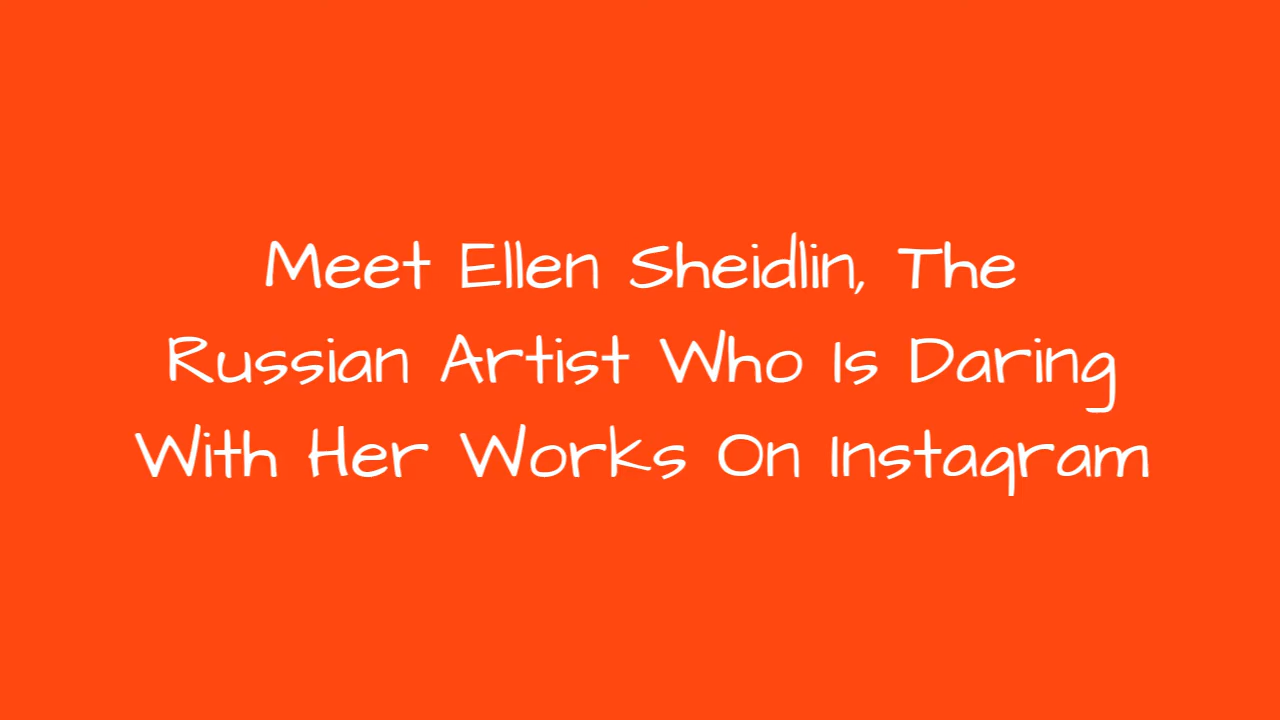 Meet Ellen Sheidlin, The
Russian Artist Who Is Daring
With Her Works On Instagram